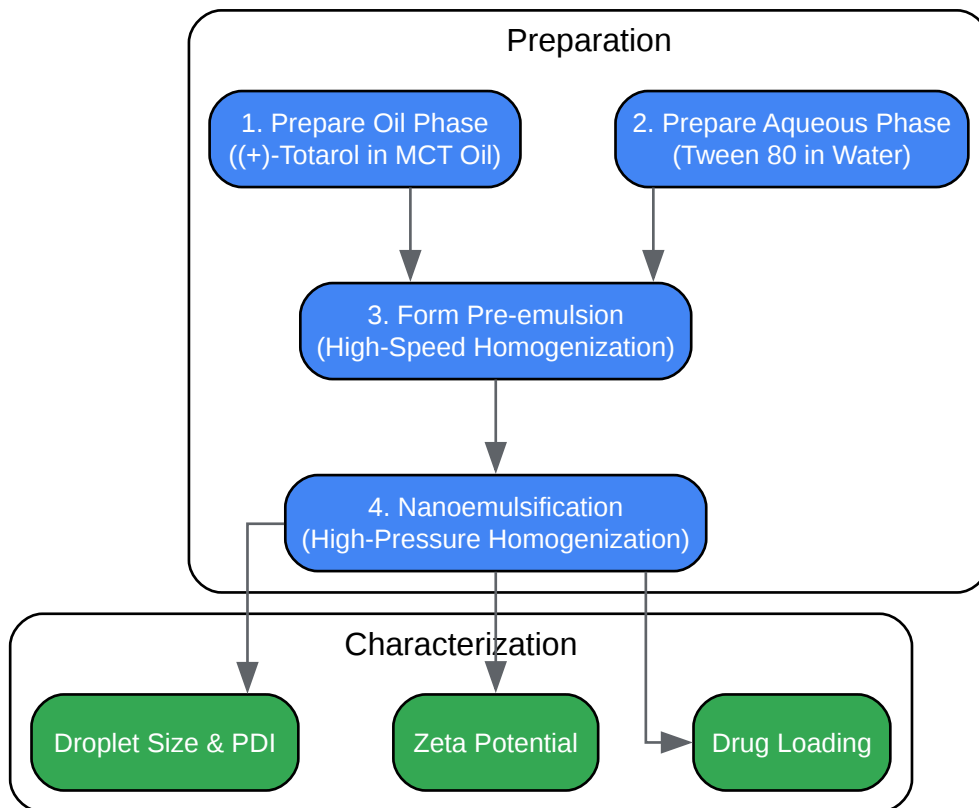 Preparation
1. Prepare Oil Phase
((+)-Totarol in MCT Oil)
2. Prepare Aqueous Phase
(Tween 80 in Water)
3. Form Pre-emulsion
(High-Speed Homogenization)
4. Nanoemulsification
(High-Pressure Homogenization)
Characterization
Droplet Size & PDI
Zeta Potential
Drug Loading